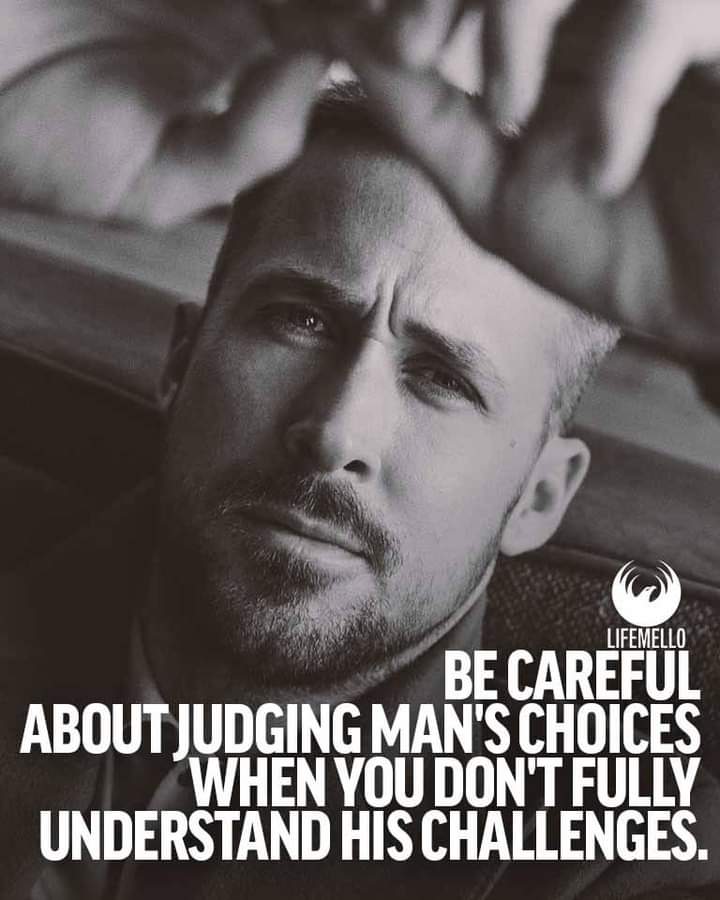 LIFEMELLO
BE CAREFUL
ABOUT JUDGING MAN'S CHOICES
WHEN YOU DON'T FULLY
UNDERSTAND HIS CHALLENGES.